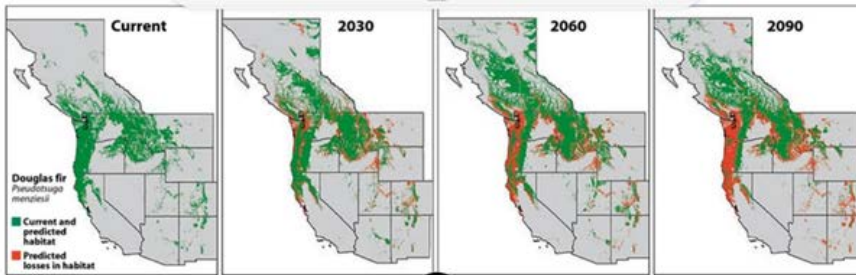 Current
2030
2060
2090
Douglas fir
Pseudotsuga
menziesii
Current and
predicted
habitat
Predicted
losses in habitat